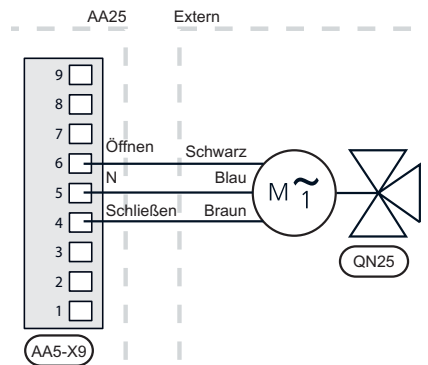 AA25 Extern
9
8
7
6 Öffnen Schwarz
5 N Blau
4 Schließen Braun
3
2
1
M ~ 1
QN25
AA5-X9